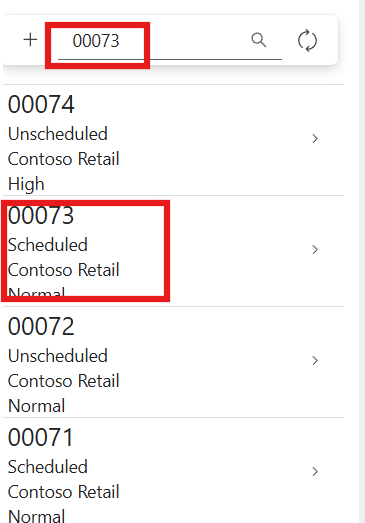 00073
00074
Unscheduled
Contoso Retail
High
00073
Scheduled
Contoso Retail
Normal
00072
Unscheduled
Contoso Retail
Normal
00071
Scheduled
Contoso Retail
Normal